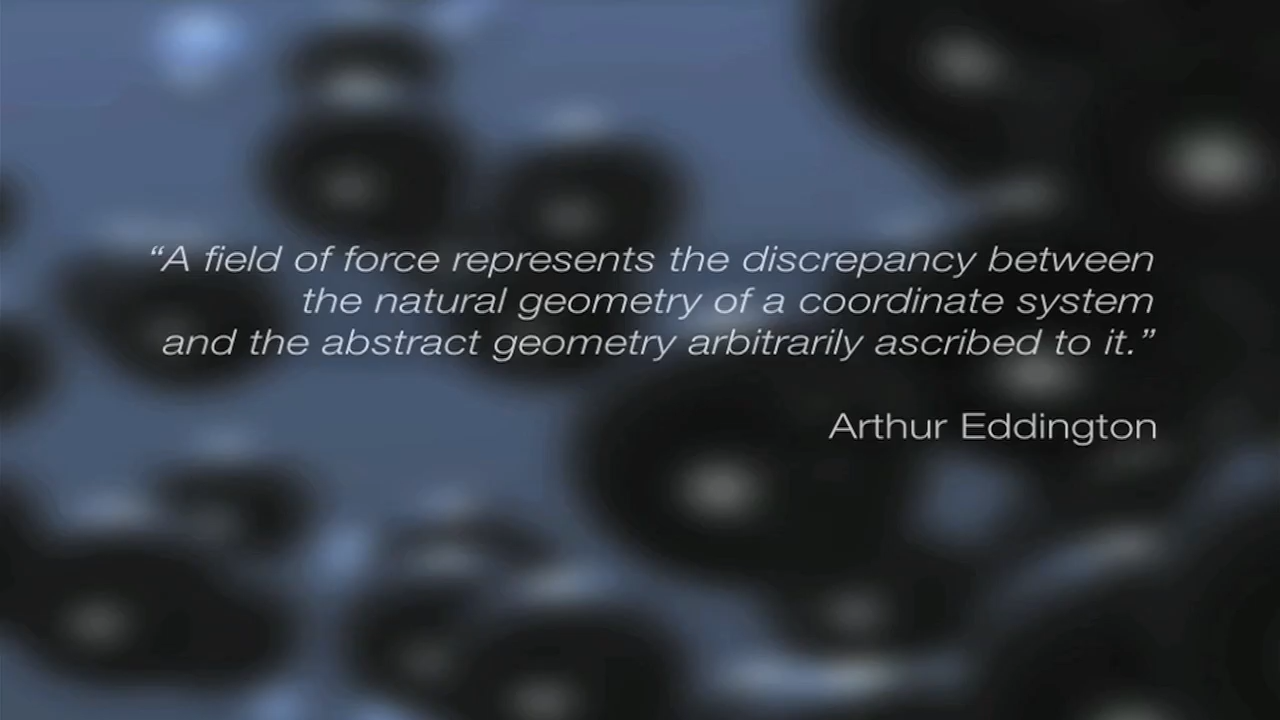 “A field of force represents the discrepancy between
the natural geometry of a coordinate system
and the abstract geometry arbitrarily ascribed to it.”
Arthur Eddington